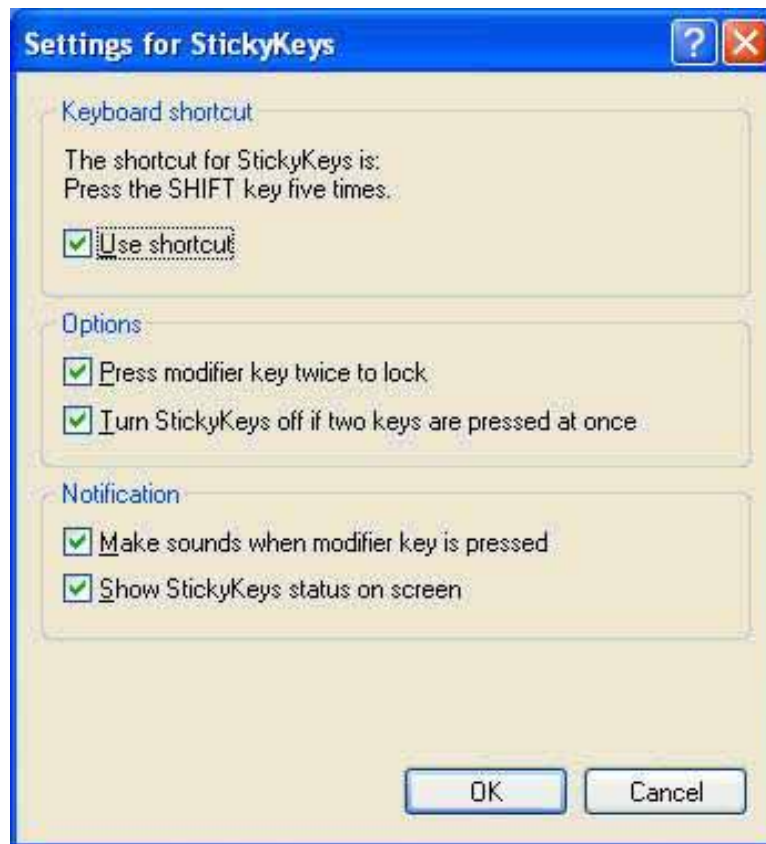 Settings for StickyKeys
?
Keyboard shortcut
The shortcut for StickyKeys is:
Press the SHIFT key five times.
Use shortcut
Options
Press modifier key twice to lock
Turn StickyKeys off if two keys are pressed at once
Notification
Make sounds when modifier key is pressed
Show StickyKeys status on screen
OK Cancel